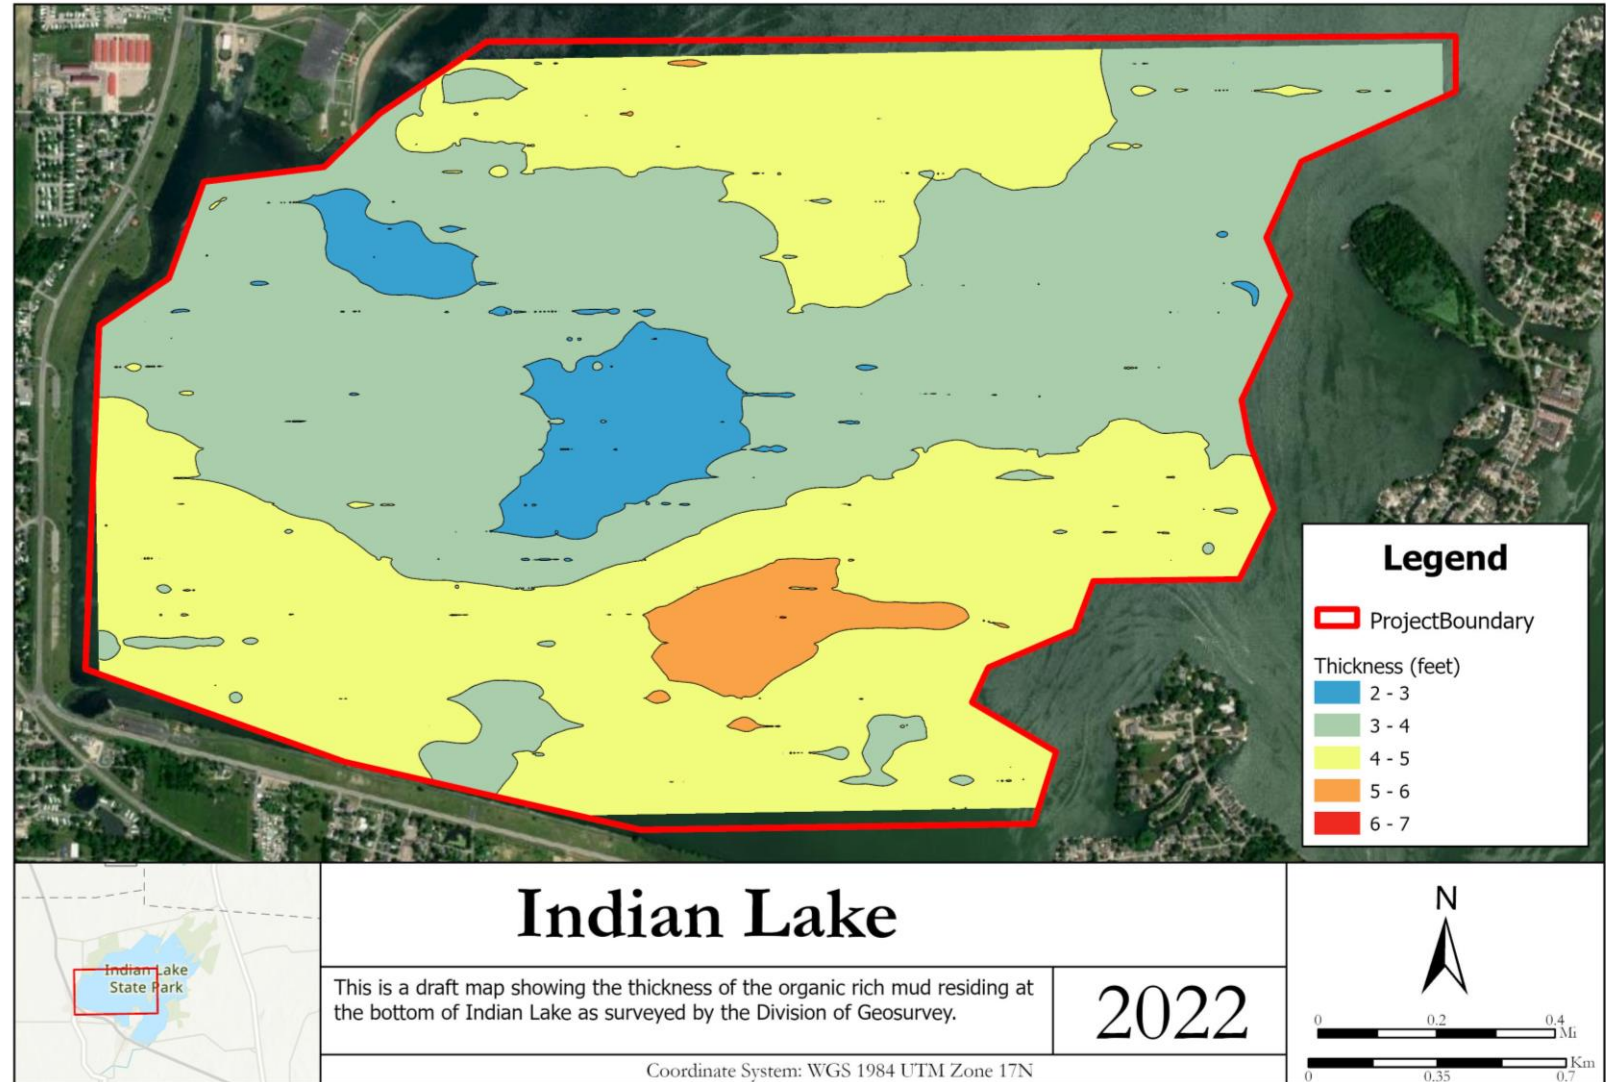 Legend
ProjectBoundary
Thickness (feet)
2 - 3
3 - 4
4 - 5
5 - 6
6 - 7
Indian Lake
State Park
Indian Lake
This is a draft map showing the thickness of the organic rich mud residing at
the bottom of Indian Lake as surveyed by the Division of Geosurvey.
2022
Coordinate System: WGS 1984 UTM Zone 17N
N
0 0.2 0.4
Mi
Km
0 0.35 0.7